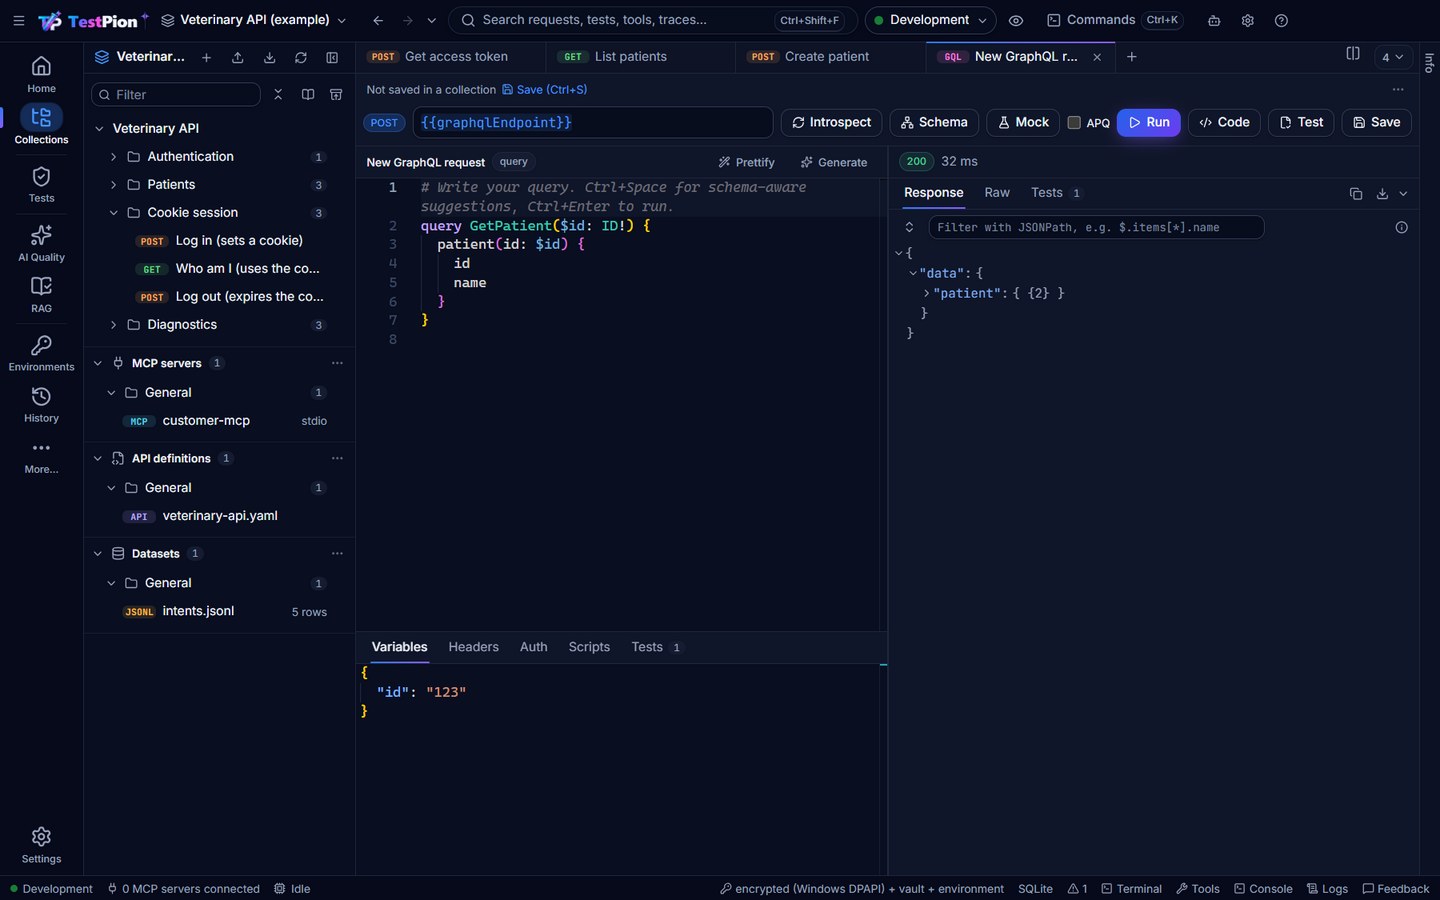 TestPion
Veterinary API (example)
Search requests, tests, tools, traces...
Ctrl+Shift+F
Development
Commands
Ctrl+K
Home
Collections
Tests
AI Quality
RAG
Environments
History
More...
Settings
Veterinar...
Filter
Veterinary API
Authentication 1
Patients 3
Cookie session 3
POST Log in (sets a cookie)
GET Who am I (uses the co...
POST Log out (expires the co...
Diagnostics 3
MCP servers 1
General 1
MCP customer-mcp stdio
API definitions 1
General 1
API veterinary-api.yaml
Datasets 1
General 1
JSONL intents.jsonl 5 rows
POST Get access token
GET List patients
POST Create patient
GQL New GraphQL r...
4
Info
Not saved in a collection Save (Ctrl+S)
POST {{graphqlEndpoint}}
Introspect
Schema
Mock
APQ
Run
Code
Test
Save
New GraphQL request query
Prettify
Generate
1 # Write your query. Ctrl+Space for schema-aware
suggestions, Ctrl+Enter to run.
2 query GetPatient($id: ID!) {
3 patient(id: $id) {
4 id
5 name
6 }
7 }
8
Variables Headers Auth Scripts Tests 1
{
"id": "123"
}
200 32 ms
Response Raw Tests 1
Filter with JSONPath, e.g. $.items[*].name
{
"data": {
"patient": { {2} }
}
}
Development
0 MCP servers connected
Idle
encrypted (Windows DPAPI) + vault + environment
SQLite
1
Terminal
Tools
Console
Logs
Feedback